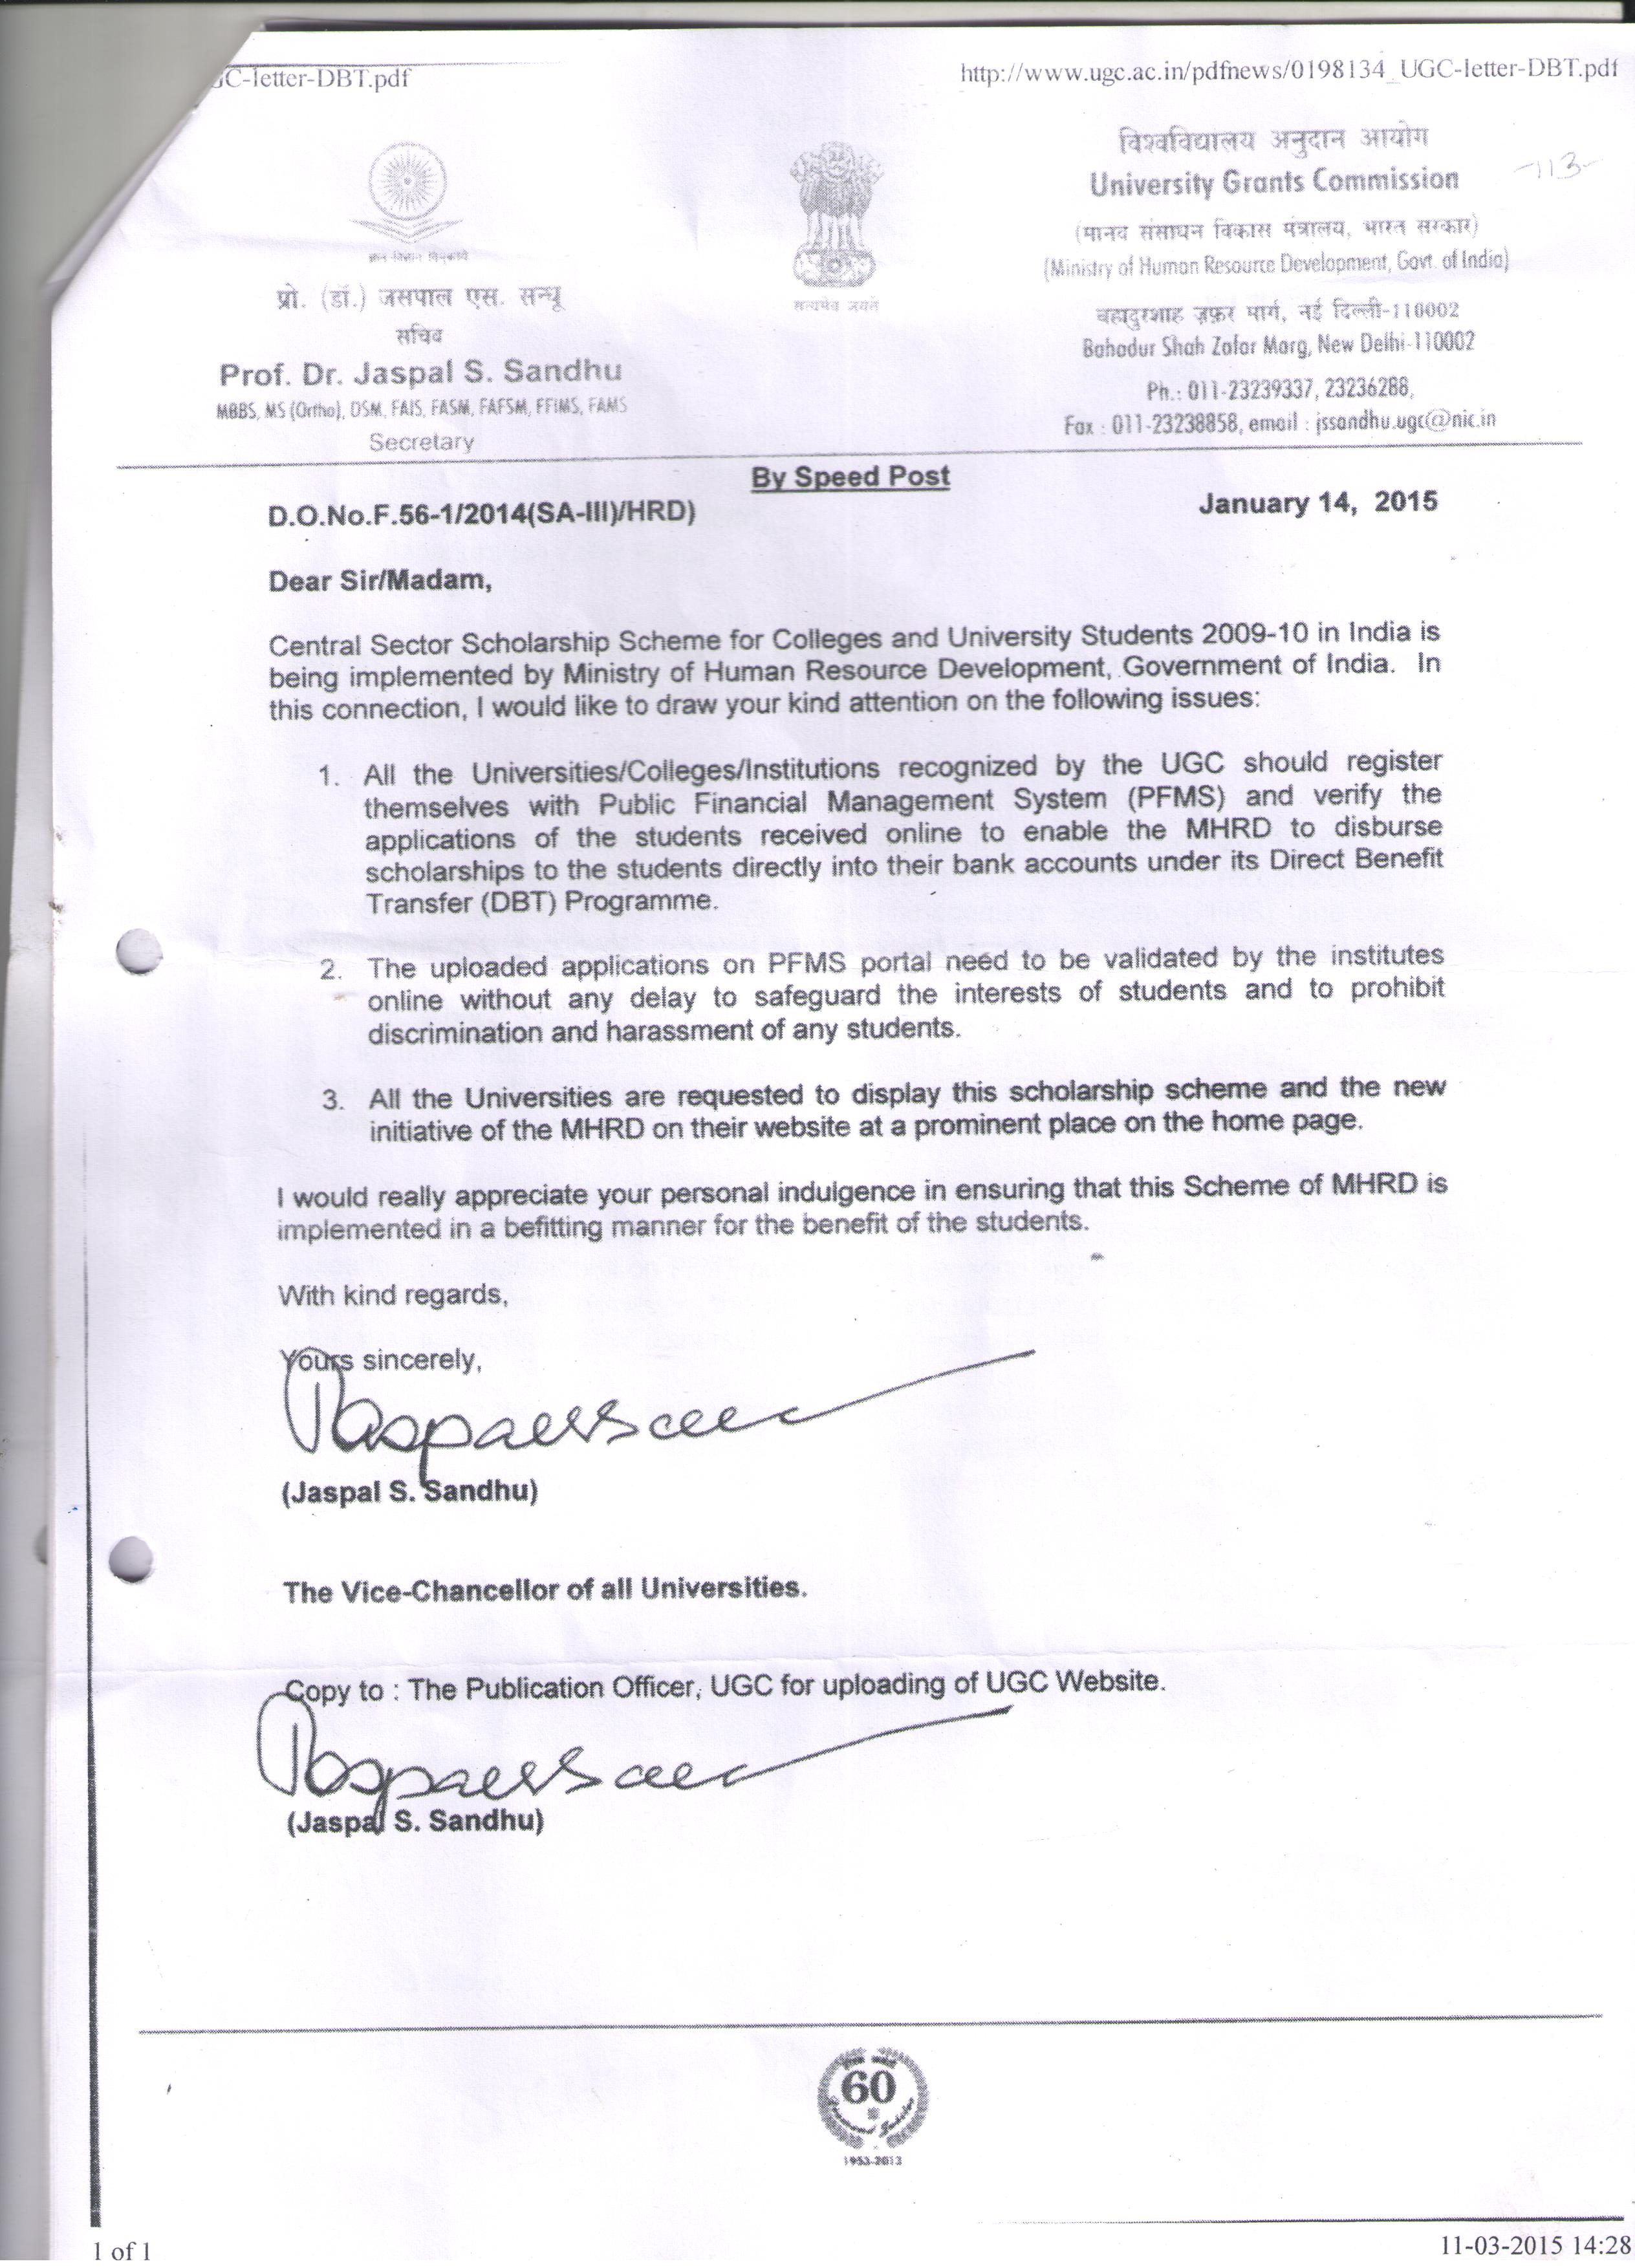 GC-letter-DBT.pdf
http://www.ugc.ac.in/pdfnews/0198134_UGC-letter-DBT.pdf
-113-
ज्ञान-विज्ञान विमुक्तये
प्रो. (डॉ.) जसपाल एस. सन्धू
सचिव
Prof. Dr. Jaspal S. Sandhu
MBBS, MS (Ortho), DSM, FAIS, FASM, FAFSM, FFIMS, FAMS
Secretary
सत्यमेव जयते
विश्वविद्यालय अनुदान आयोग
University Grants Commission
(मानव संसाधन विकास मंत्रालय, भारत सरकार)
(Ministry of Human Resource Development, Govt. of India)
बहादुरशाह ज़फ़र मार्ग, नई दिल्ली-110002
Bahadur Shah Zafar Marg, New Delhi-110002
Ph.: 011-23239337, 23236288,
Fax : 011-23238858, email : jssandhu.ugc@nic.in
By Speed Post
D.O.No.F.56-1/2014(SA-III)/HRD)
January 14, 2015
Dear Sir/Madam,
Central Sector Scholarship Scheme for Colleges and University Students 2009-10 in India is
being implemented by Ministry of Human Resource Development, Government of India. In
this connection, I would like to draw your kind attention on the following issues:
1. All the Universities/Colleges/Institutions recognized by the UGC should register
themselves with Public Financial Management System (PFMS) and verify the
applications of the students received online to enable the MHRD to disburse
scholarships to the students directly into their bank accounts under its Direct Benefit
Transfer (DBT) Programme.
2. The uploaded applications on PFMS portal need to be validated by the institutes
online without any delay to safeguard the interests of students and to prohibit
discrimination and harassment of any students.
3. All the Universities are requested to display this scholarship scheme and the new
initiative of the MHRD on their website at a prominent place on the home page.
I would really appreciate your personal indulgence in ensuring that this Scheme of MHRD is
implemented in a befitting manner for the benefit of the students.
With kind regards,
Yours sincerely,
(Jaspal S. Sandhu)
The Vice-Chancellor of all Universities.
Copy to : The Publication Officer, UGC for uploading of UGC Website.
(Jaspal S. Sandhu)
60
1953-2013
1 of 1
11-03-2015 14:28